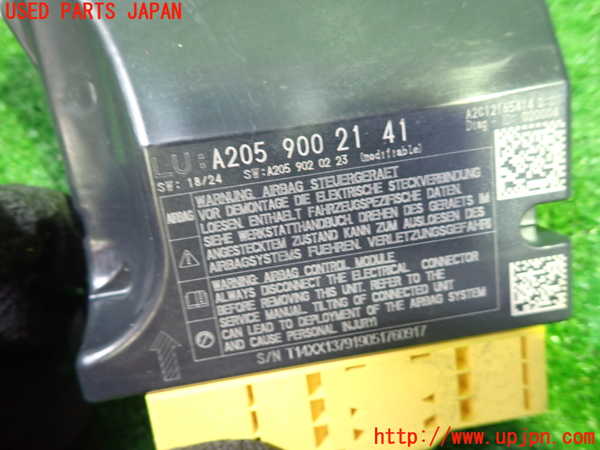 USED PARTS JAPAN
LU: A205 900 21 41
SW: 18/24 SW:A205 902 02 23 (modifiable)
AIRBAG
WARNUNG, AIRBAG STEUERGERAET
VOR DEMONTAGE DIE ELEKTRISCHE STECKVERBINDUNG
LOESEN, ENTHAELT FAHRZEUGSPEZIFISCHE DATEN.
SIEHE WERKSTATTHANDBUCH, DREHEN DES GERAETS IM
ANGESTECKTEM ZUSTAND KANN ZUM AUSLOESEN DES
AIRBAGSYSTEMS FUEHREN, VERLETZUNGSGEFAHR!
WARNING: AIRBAG CONTROL MODULE
ALWAYS DISCONNECT THE ELECTRICAL CONNECTOR
BEFORE REMOVING THIS UNIT. REFER TO
SERVICE MANUAL. TILTING OF CONNECTED UNIT
CAN LEAD TO DEPLOYMENT OF THE AIRBAG SYSTEM
AND CAUSE PERSONAL INJURY!
S/N T14XX137919051760917
http://www.upjpn.com/